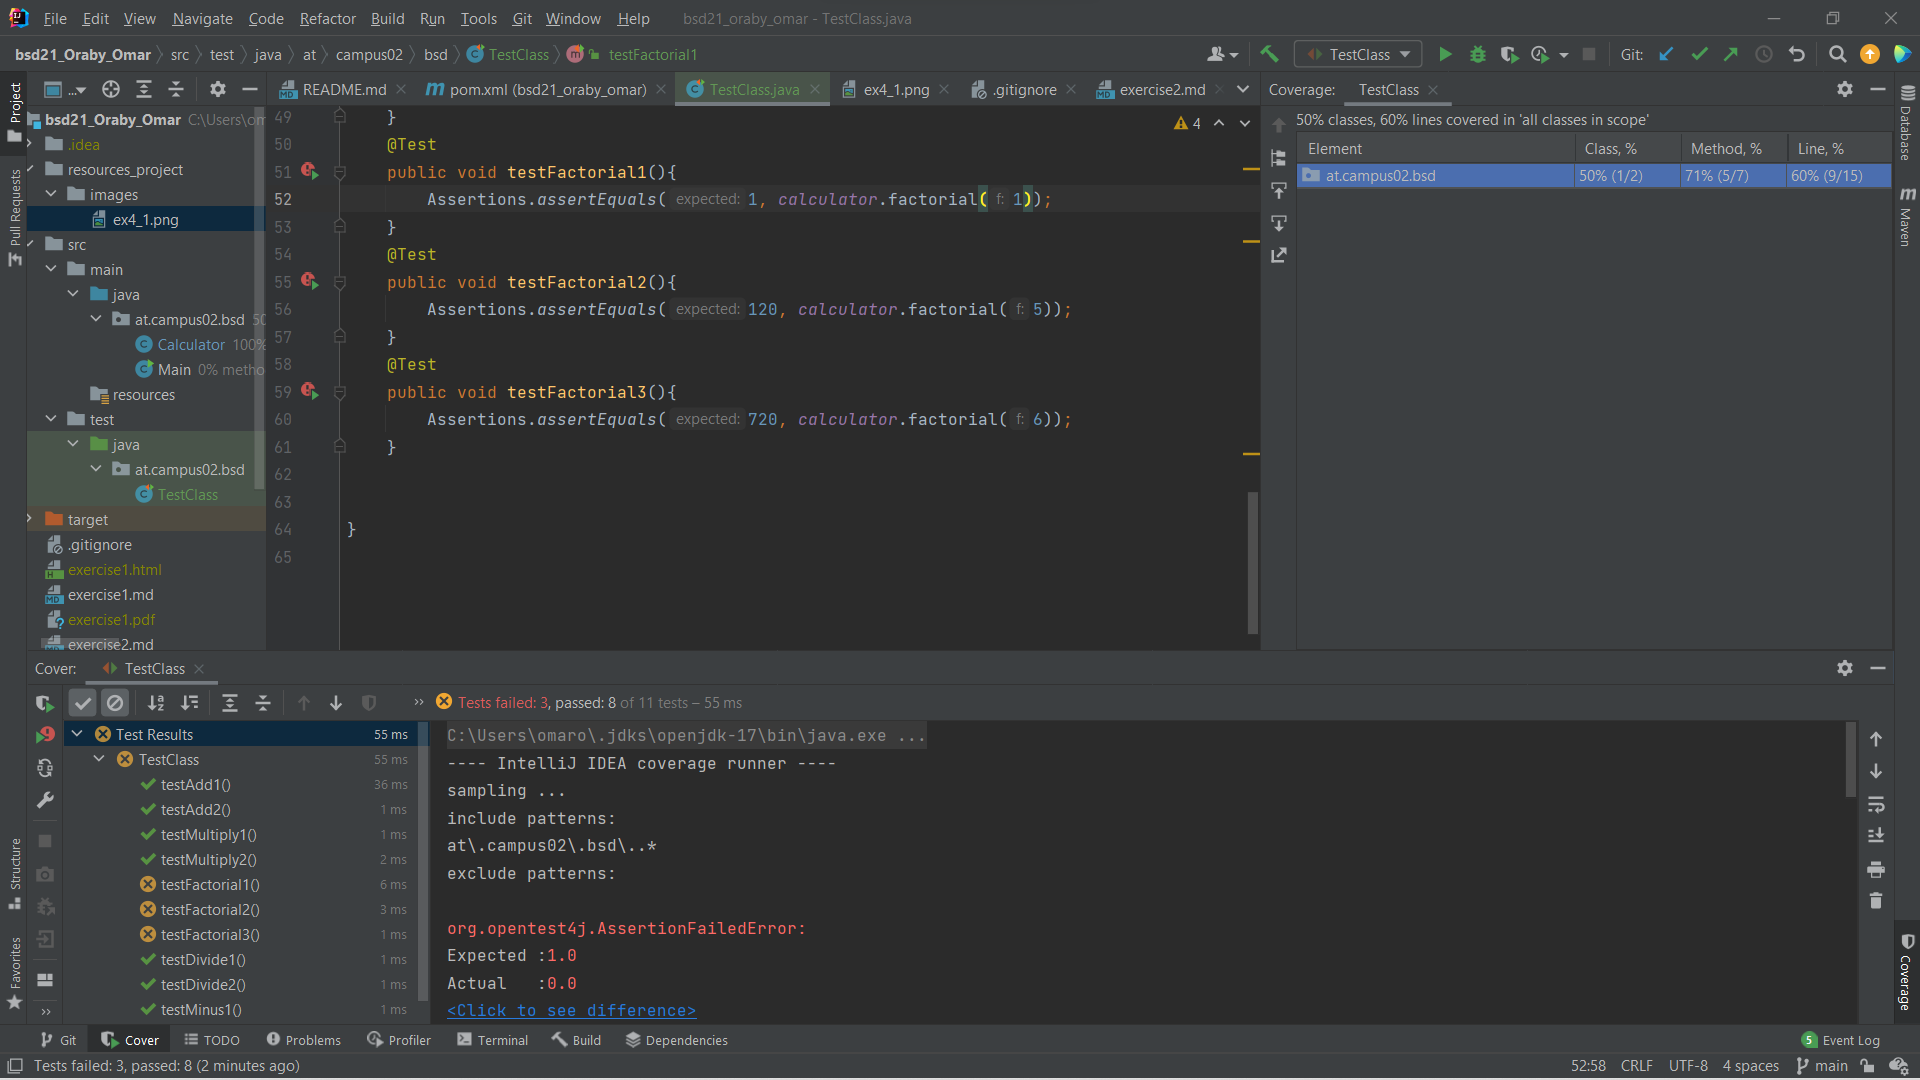 File Edit View Navigate Code Refactor Build Run Tools Git Window Help bsd21_oraby_omar - TestClass.java
bsd21_Oraby_Omar src test java at campus02 bsd TestClass testFactorial1 TestClass Git:
Project
Pull Requests
Structure
Favorites
...
bsd21_Oraby_Omar C:\Users\om
.idea
resources_project
images
ex4_1.png
src
main
java
at.campus02.bsd 50
Calculator 100%
Main 0% metho
resources
test
java
at.campus02.bsd
TestClass
target
.gitignore
exercise1.html
exercise1.md
exercise1.pdf
exercise2.md
README.md pom.xml (bsd21_oraby_omar) TestClass.java ex4_1.png .gitignore exercise2.md
4
49 }
50 @Test
51 public void testFactorial1(){
52 Assertions.assertEquals( expected: 1, calculator.factorial( f: 1));
53 }
54 @Test
55 public void testFactorial2(){
56 Assertions.assertEquals( expected: 120, calculator.factorial( f: 5));
57 }
58 @Test
59 public void testFactorial3(){
60 Assertions.assertEquals( expected: 720, calculator.factorial( f: 6));
61 }
62
63
64 }
65
Coverage: TestClass
50% classes, 60% lines covered in 'all classes in scope'
Element Class, % Method, % Line, %
at.campus02.bsd 50% (1/2) 71% (5/7) 60% (9/15)
Database
Maven
Coverage
Cover: TestClass
Tests failed: 3, passed: 8 of 11 tests – 55 ms
Test Results 55 ms
TestClass 55 ms
testAdd1() 36 ms
testAdd2() 1 ms
testMultiply1() 1 ms
testMultiply2() 2 ms
testFactorial1() 6 ms
testFactorial2() 3 ms
testFactorial3() 1 ms
testDivide1() 1 ms
testDivide2() 1 ms
testMinus1() 1 ms
C:\Users\omaro\.jdks\openjdk-17\bin\java.exe ...
---- IntelliJ IDEA coverage runner ----
sampling ...
include patterns:
at\.campus02\.bsd\..*
exclude patterns:
org.opentest4j.AssertionFailedError:
Expected :1.0
Actual :0.0
<Click to see difference>
Git Cover TODO Problems Profiler Terminal Build Dependencies 5 Event Log
Tests failed: 3, passed: 8 (2 minutes ago) 52:58 CRLF UTF-8 4 spaces main